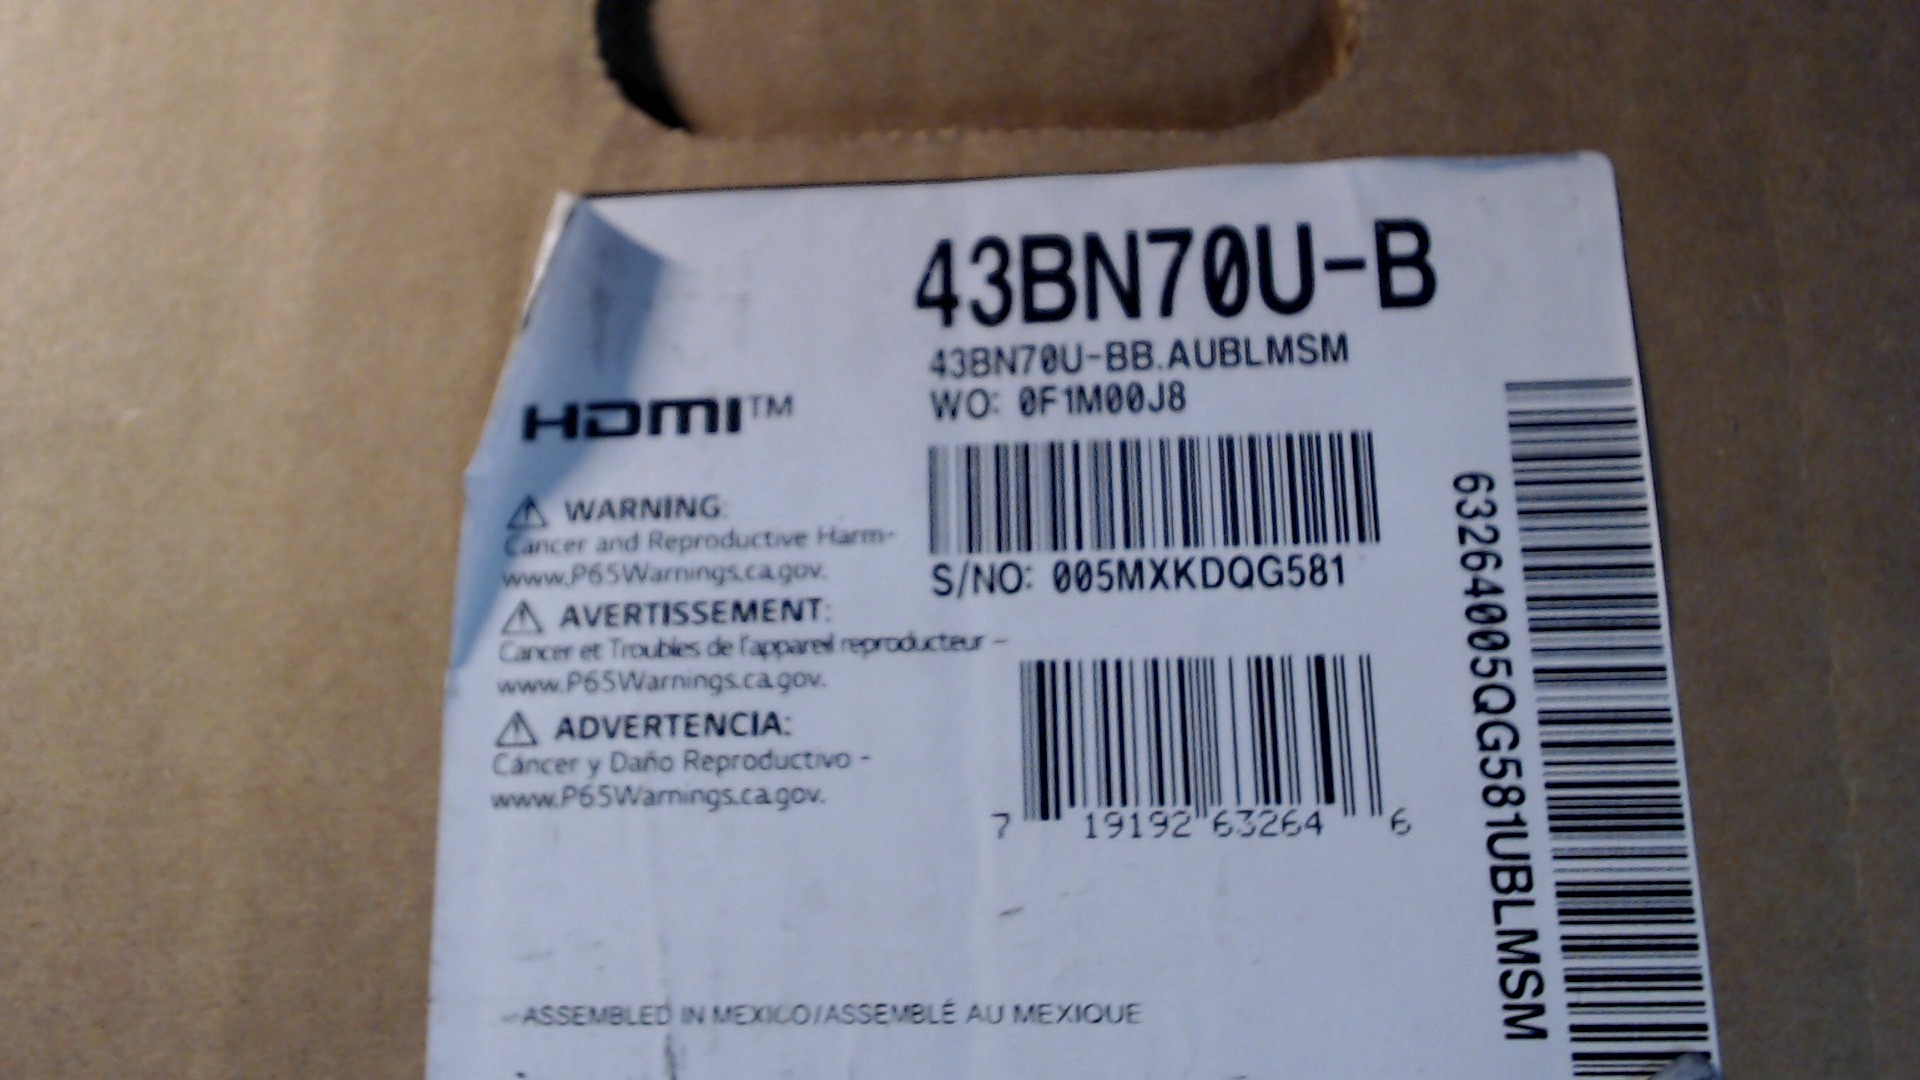 43BN70U-B
43BN70U-BB.AUBLMSM
WO: 0F1M00J8
HDMI™
S/NO: 005MXKDQG581
WARNING:
Cancer and Reproductive Harm-
www.P65Warnings.ca.gov.
AVERTISSEMENT:
Cancer et Troubles de l'appareil reproducteur –
www.P65Warnings.ca.gov.
ADVERTENCIA:
Cáncer y Daño Reproductivo -
www.P65Warnings.ca.gov.
7 19192 63264 6
632640050QG581UBLMSM
ASSEMBLED IN MEXICO/ASSEMBLÉ AU MEXIQUE